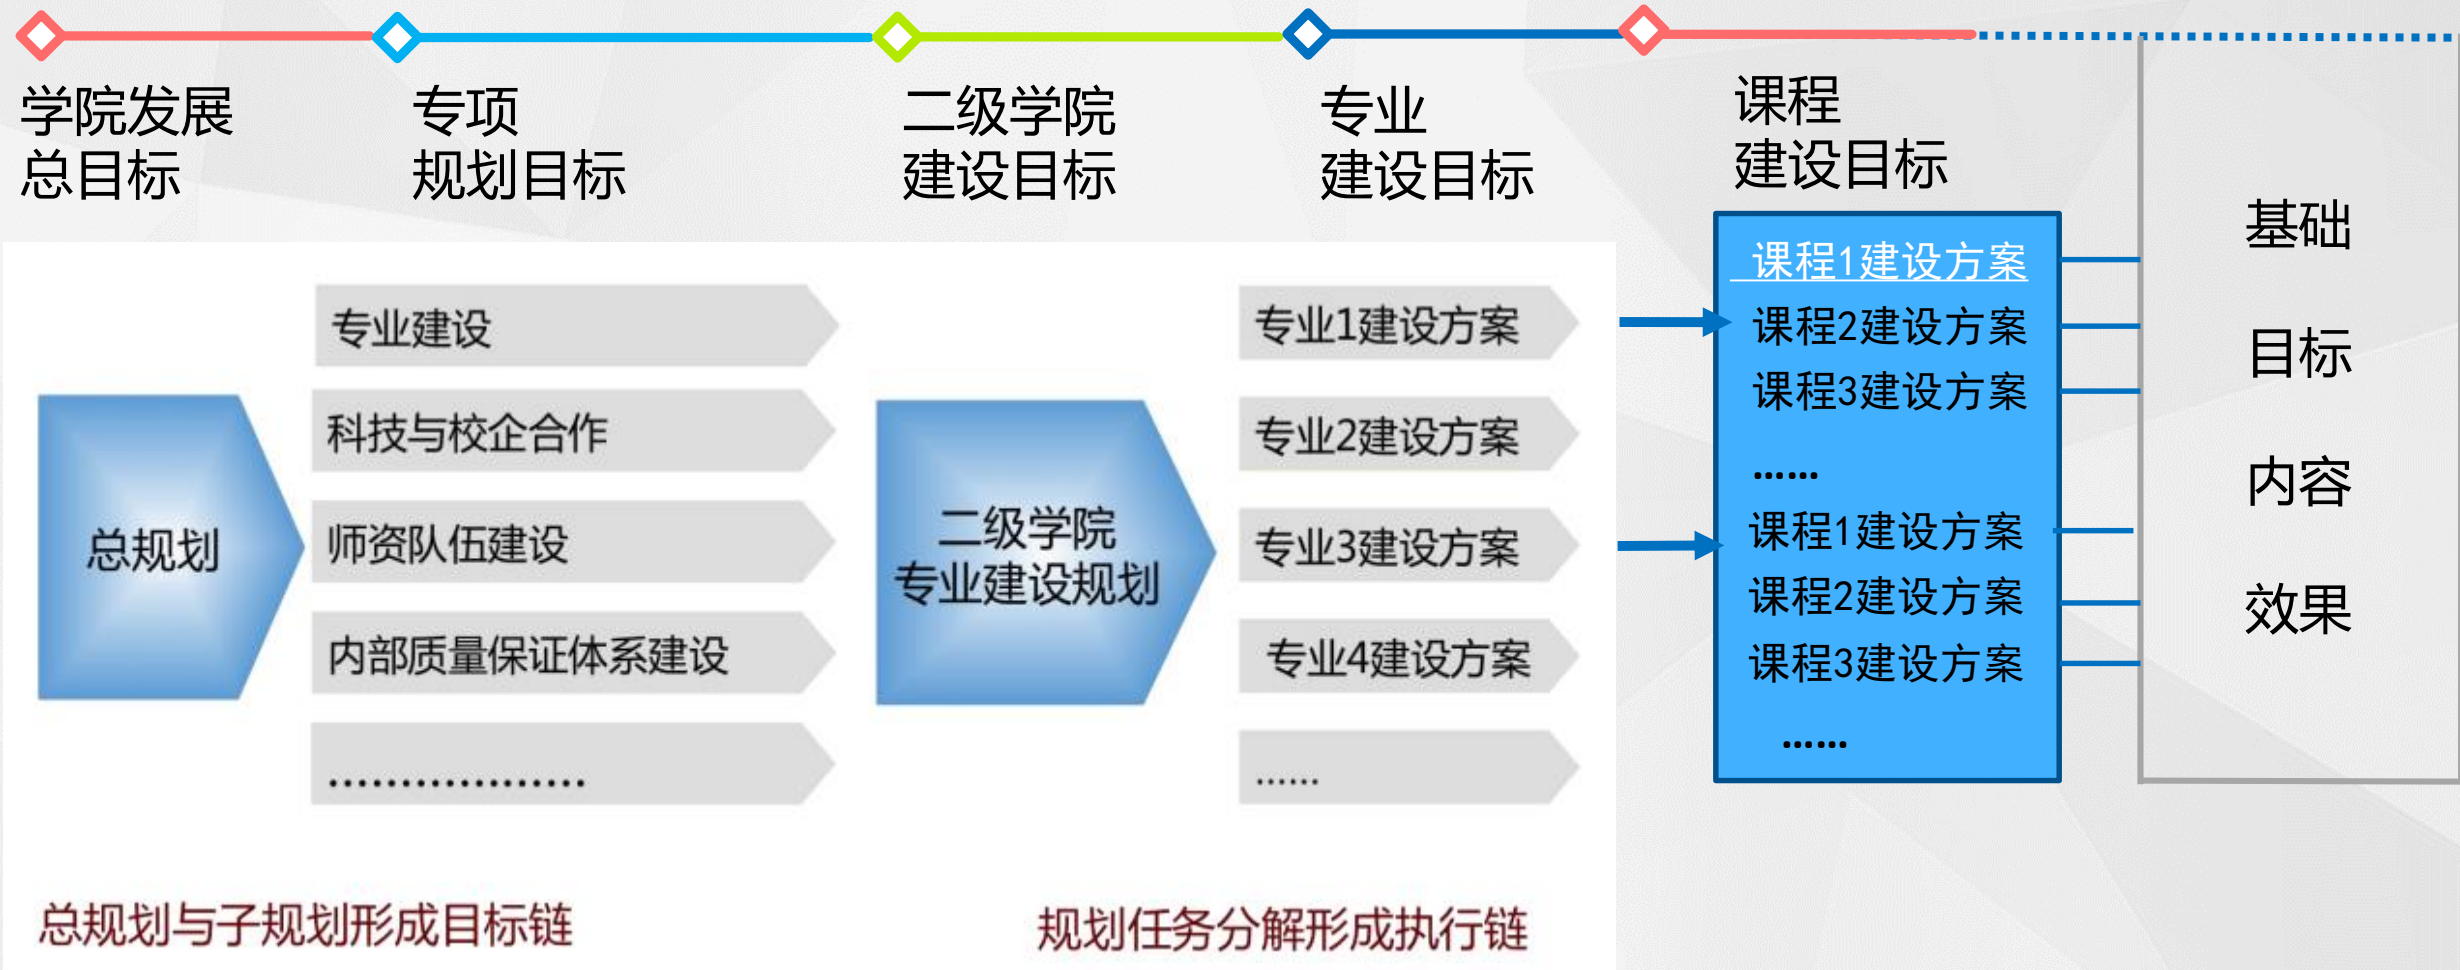 学院发展
总目标
专项
规划目标
二级学院
建设目标
专业
建设目标
课程
建设目标
总规划
专业建设
科技与校企合作
师资队伍建设
内部质量保证体系建设
………………
二级学院
专业建设规划
专业1建设方案
专业2建设方案
专业3建设方案
专业4建设方案
……
课程1建设方案
课程2建设方案
课程3建设方案
……
课程1建设方案
课程2建设方案
课程3建设方案
……
基础
目标
内容
效果
总规划与子规划形成目标链
规划任务分解形成执行链